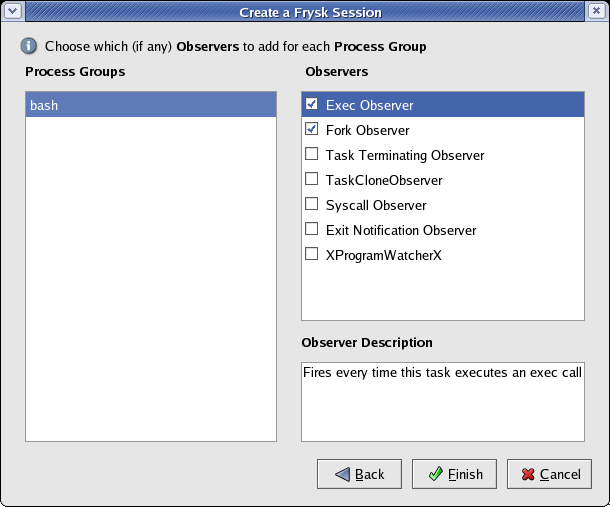 Create a Frysk Session
Choose which (if any) Observers to add for each Process Group
Process Groups
Observers
bash
Exec Observer
Fork Observer
Task Terminating Observer
TaskCloneObserver
Syscall Observer
Exit Notification Observer
XProgramWatcherX
Observer Description
Fires every time this task executes an exec call
Back
Finish
Cancel